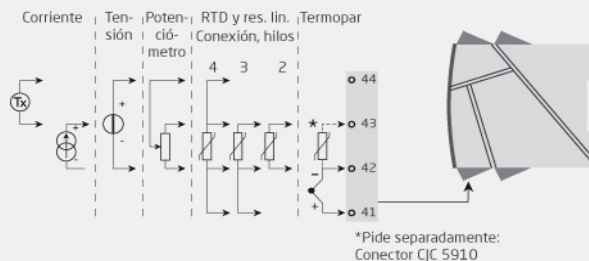 Corriente
Ten-
sión
Poten-
ció-
metro
RTD y res. lin.
Conexión, hilos
Termopar
4 3 2
44
Tx
+
-
+
-
*
43
-
42
+
41
*Pide separadamente:
Conector CJC 5910